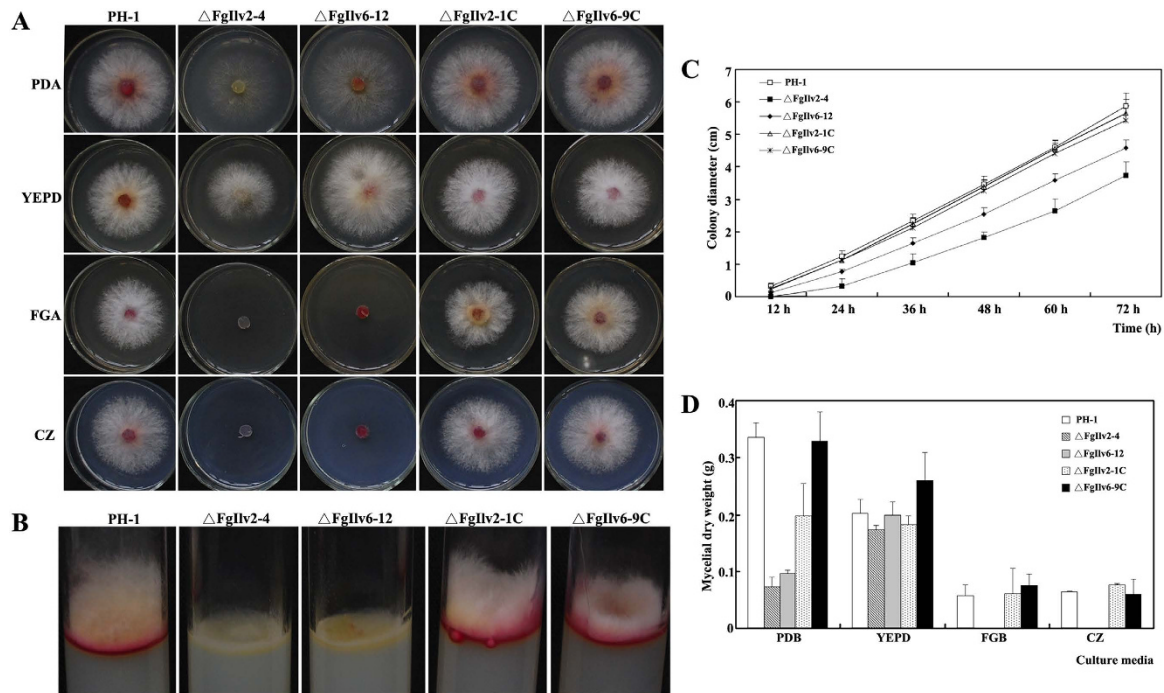 A
PH-1 △FgIlv2-4 △FgIlv6-12 △FgIlv2-1C △FgIlv6-9C
PDA
YEPD
FGA
CZ
B
PH-1 △FgIlv2-4 △FgIlv6-12 △FgIlv2-1C △FgIlv6-9C
C
PH-1
△FgIlv2-4
△FgIlv6-12
△FgIlv2-1C
△FgIlv6-9C
Colony diameter (cm)
7
6
5
4
3
2
1
0
12 h 24 h 36 h 48 h 60 h 72 h
Time (h)
D
PH-1
△FgIlv2-4
△FgIlv6-12
△FgIlv2-1C
△FgIlv6-9C
Mycelial dry weight (g)
0.4
0.3
0.2
0.1
0
PDB YEPD FGB CZ
Culture media